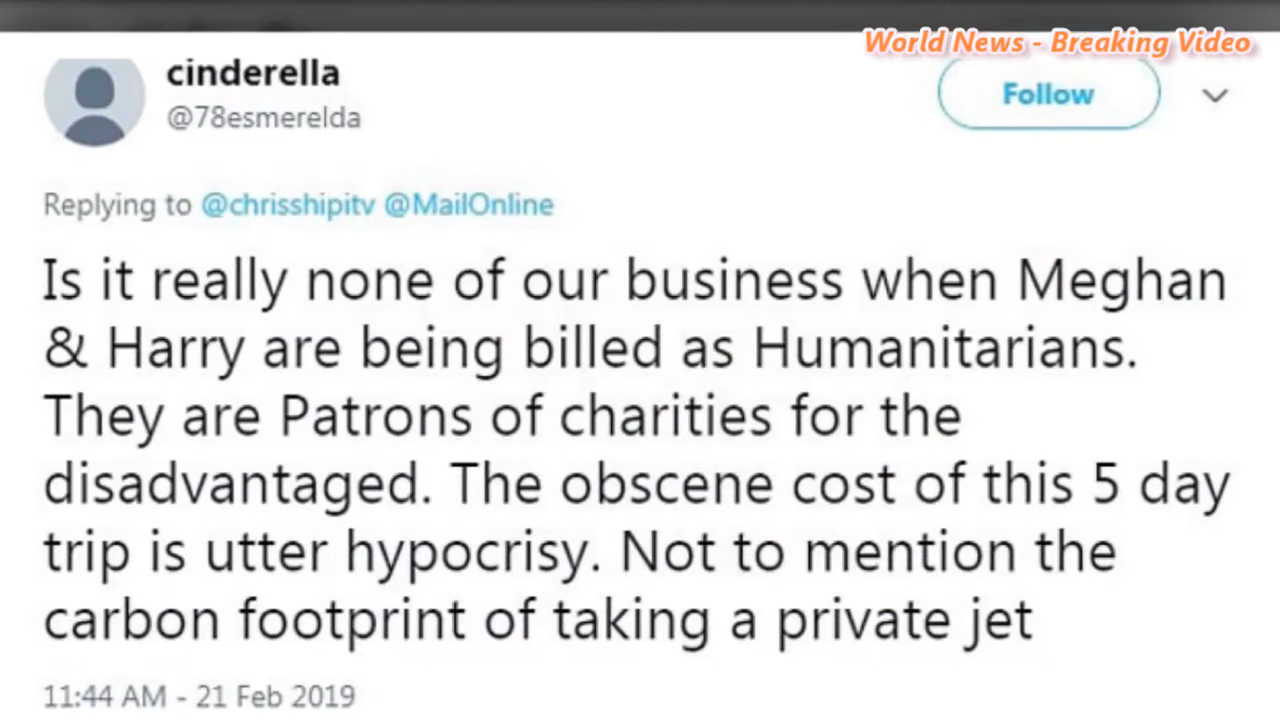 World News - Breaking Video
cinderella
@78esmerelda
Follow
Replying to @chrisshipitv @MailOnline
Is it really none of our business when Meghan
& Harry are being billed as Humanitarians.
They are Patrons of charities for the
disadvantaged. The obscene cost of this 5 day
trip is utter hypocrisy. Not to mention the
carbon footprint of taking a private jet
11:44 AM - 21 Feb 2019